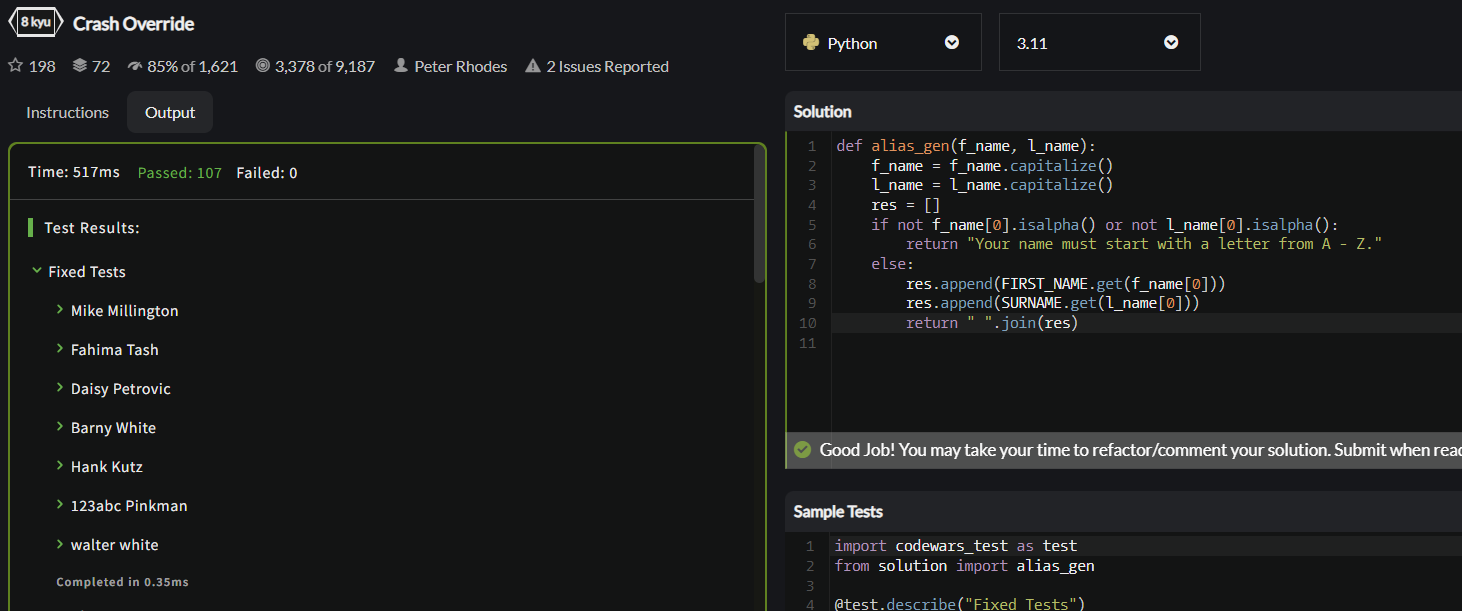 8 kyu Crash Override
198 72 85% of 1,621 3,378 of 9,187 Peter Rhodes 2 Issues Reported
Instructions Output
Time: 517ms Passed: 107 Failed: 0
Test Results:
Fixed Tests
Mike Millington
Fahima Tash
Daisy Petrovic
Barny White
Hank Kutz
123abc Pinkman
walter white
Completed in 0.35ms
Python 3.11
Solution
1 def alias_gen(f_name, l_name):
2     f_name = f_name.capitalize()
3     l_name = l_name.capitalize()
4     res = []
5     if not f_name[0].isalpha() or not l_name[0].isalpha():
6         return "Your name must start with a letter from A - Z."
7     else:
8         res.append(FIRST_NAME.get(f_name[0]))
9         res.append(SURNAME.get(l_name[0]))
10         return " ".join(res)
11
Good Job! You may take your time to refactor/comment your solution. Submit when
Sample Tests
1 import codewars_test as test
2 from solution import alias_gen
3
4 @test.describe("Fixed Tests")